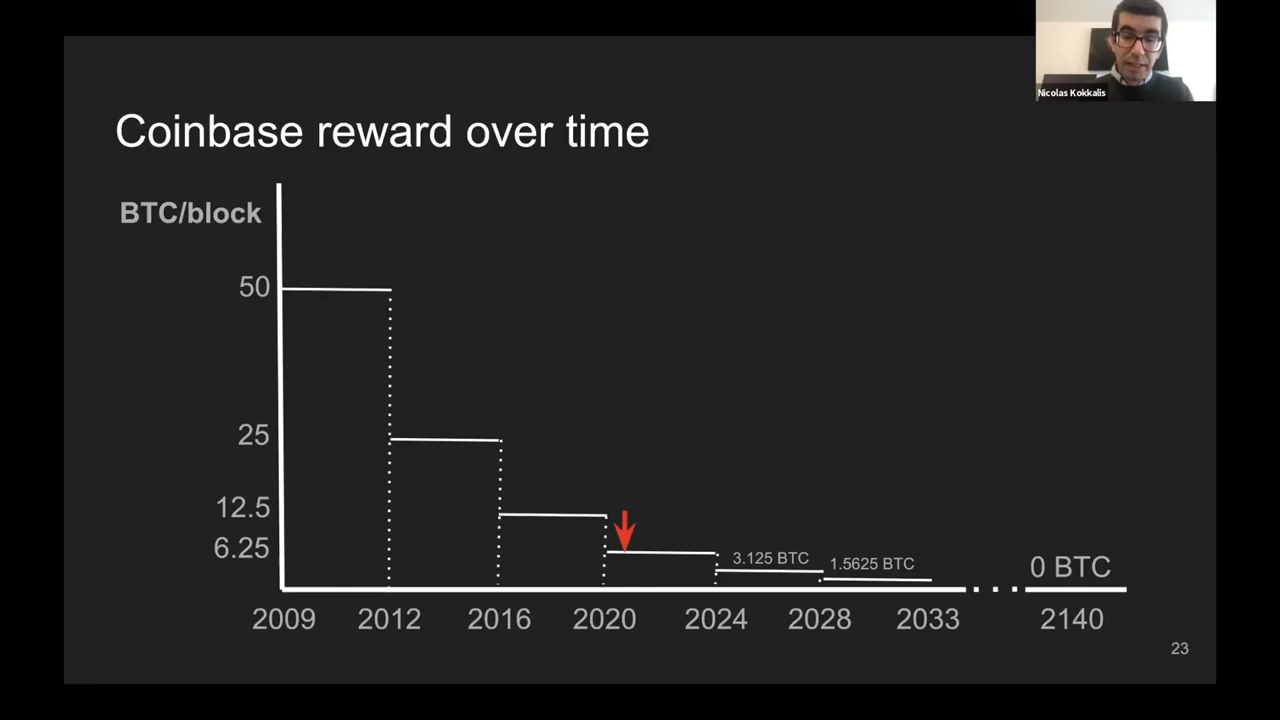 Nicolas Kokkalis
Coinbase reward over time
BTC/block
50
25
12.5
6.25
3.125 BTC
1.5625 BTC
0 BTC
2009 2012 2016 2020 2024 2028 2033 2140
23